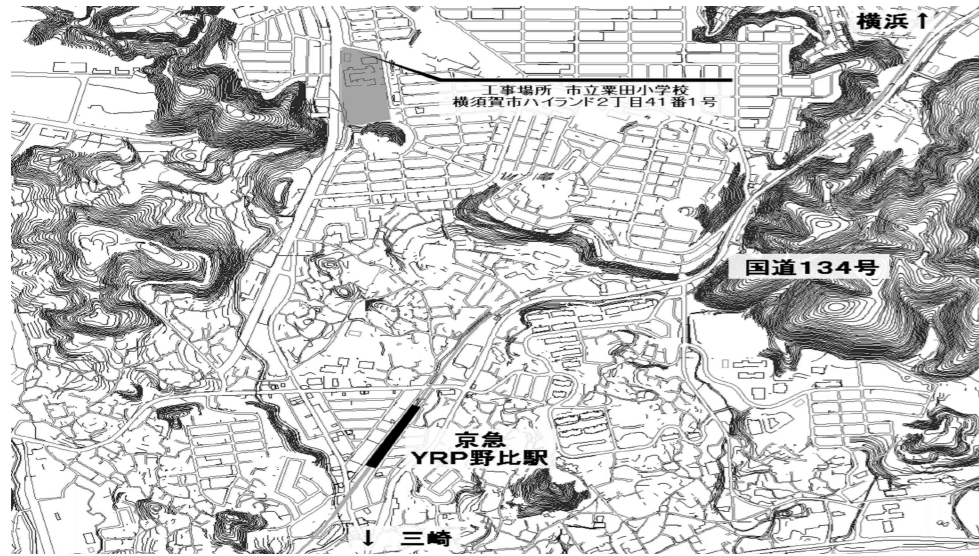 横浜↑
工事場所 市立粟田小学校
横須賀市ハイランド2丁目41番1号
国道134号
京急
YRP野比駅
↓ 三崎